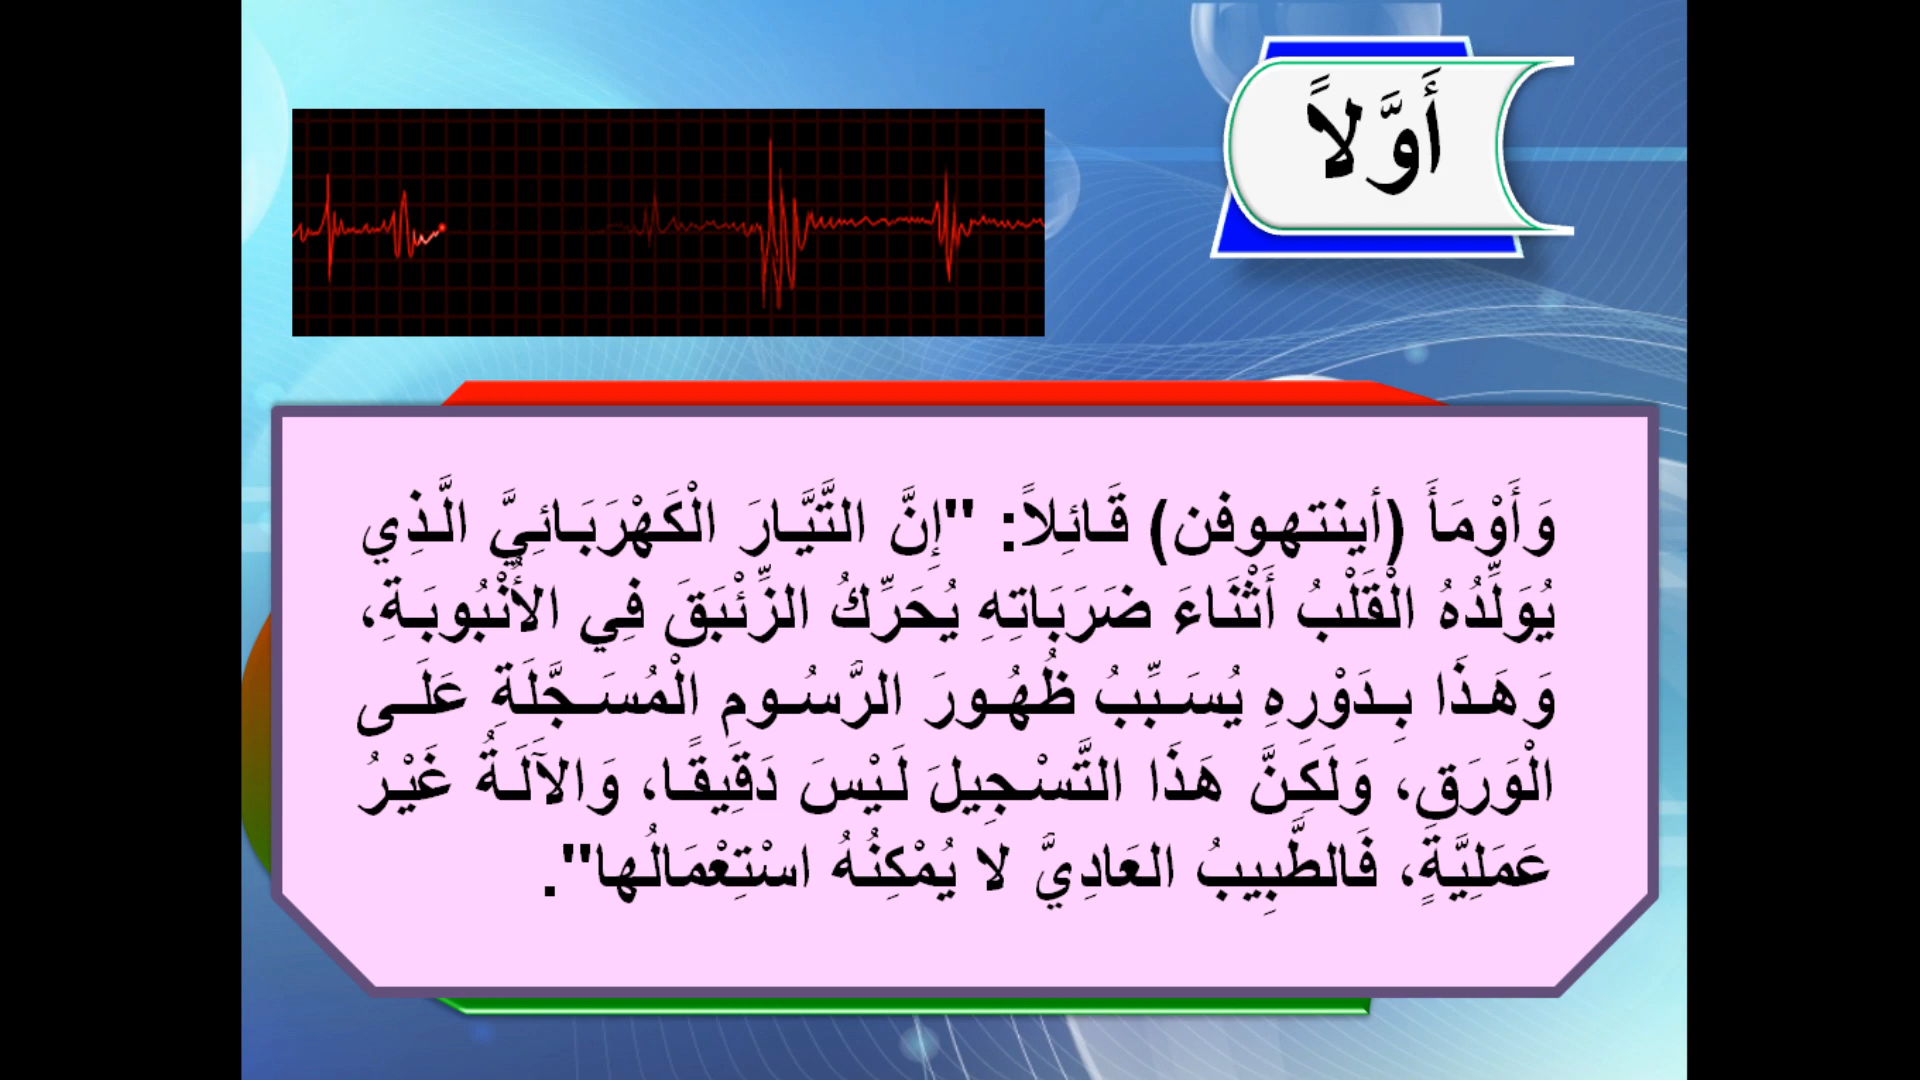 أَوَّلاً
وَأَوْمَأَ (أينتهوفن) قَائِلاً: "إِنَّ التَّيَّارَ الْكَهْرَبَائِيَّ الَّذِي
يُوَلِّدُهُ الْقَلْبُ أَثْنَاءَ ضَرَبَاتِهِ يُحَرِّكُ الزِّئْبَقَ فِي الأُنْبُوبَةِ،
وَهَذَا بِدَوْرِهِ يُسَبِّبُ ظُهُورَ الرَّسُومِ الْمُسَجَّلَةِ عَلَى
الْوَرَقِ، وَلَكِنَّ هَذَا التَّسْجِيلَ لَيْسَ دَقِيقًا، وَالآَلَةُ غَيْرُ
عَمَلِيَّةٍ، فَالطَّبِيبُ العَادِيَّ لا يُمْكِنُهُ اسْتِعْمَالُها".